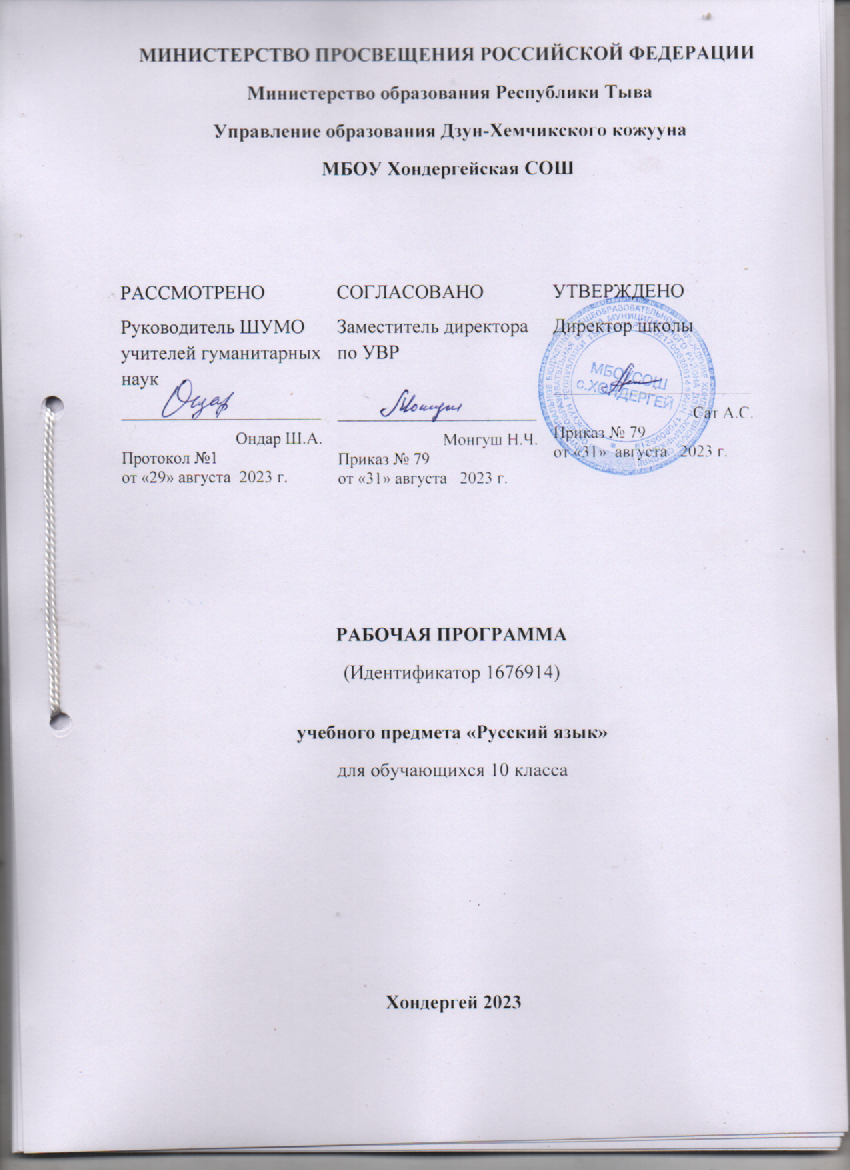 МИНИСТЕРСТВО ПРОСВЕЩЕНИЯ РОССИЙСКОЙ ФЕДЕРАЦИИ
Министерство образования Республики Тыва
Управление образования Дзун-Хемчикского кожууна
МБОУ Хондергейская СОШ
РАССМОТРЕНО
Руководитель ШУМО
учителей гуманитарных
наук
Ондар Ш.А.
Протокол №1
от «29» августа 2023 г.
СОГЛАСОВАНО
Заместитель директора
по УВР
Монгуш Н.Ч.
Приказ № 79
от «31» августа 2023 г.
УТВЕРЖДЕНО
Директор школы
МБОУ СОШ
с.ХОНДЕРГЕЙ
Сат А.С.
Приказ № 79
от «31» августа 2023 г.
РАБОЧАЯ ПРОГРАММА
(Идентификатор 1676914)
учебного предмета «Русский язык»
для обучающихся 10 класса
Хондергей 2023